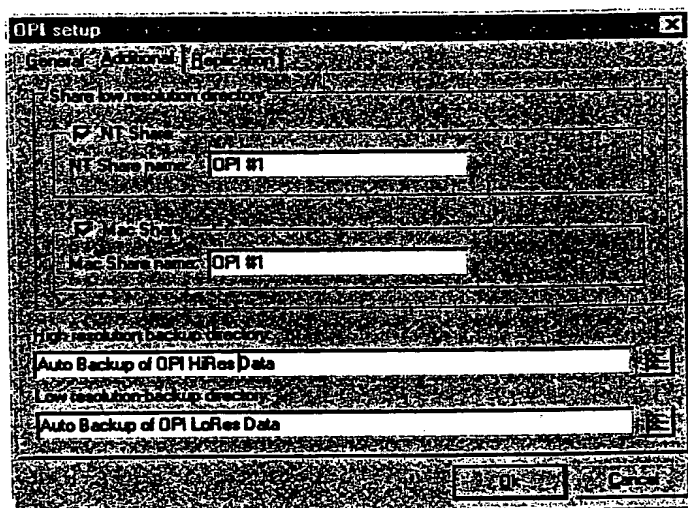 OPI setup
General Additional Replication
Share low resolution directory
NT Share
NT Share name: OPI #1
Mac Share
Mac Share name: OPI #1
High resolution backup directory:
Auto Backup of OPI HiRes Data
Low resolution backup directory:
Auto Backup of OPI LoRes Data
Ok Cancel